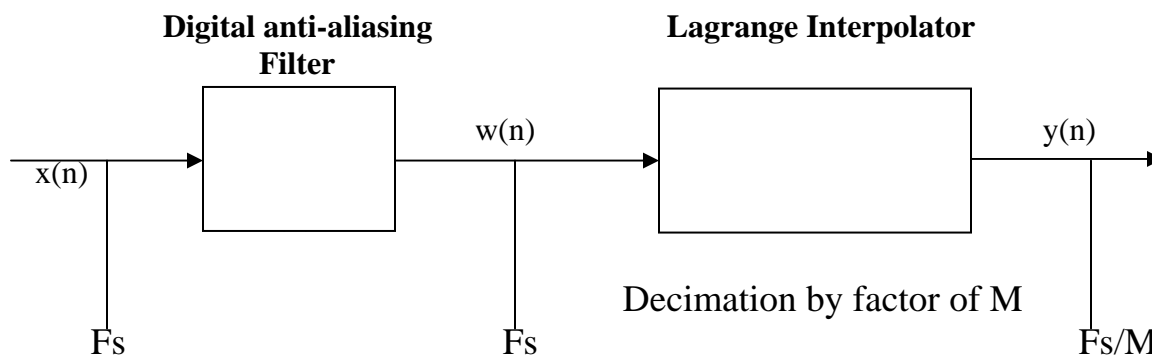 Digital anti-aliasing
Filter
Lagrange Interpolator
x(n)
w(n)
y(n)
Decimation by factor of M
Fs
Fs
Fs/M